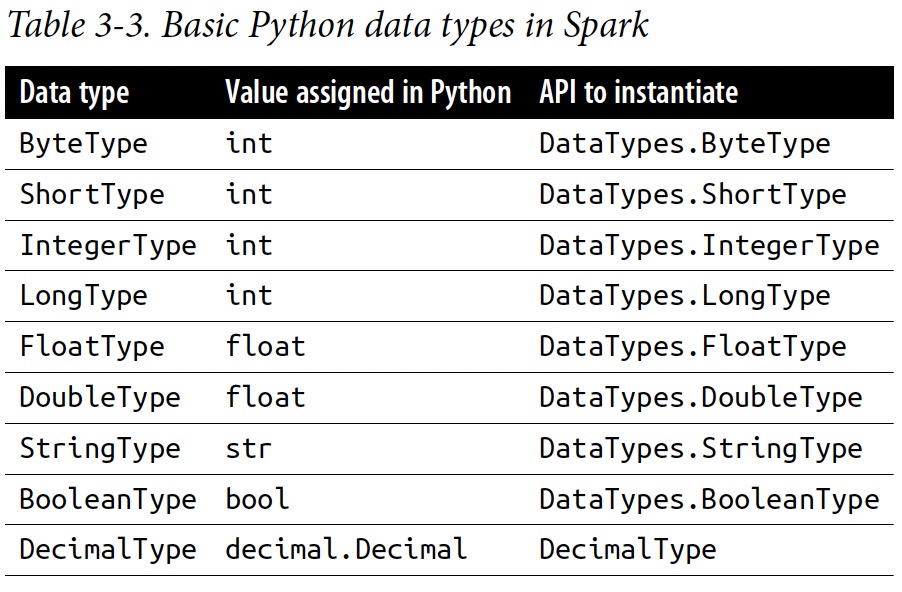 Table 3-3. Basic Python data types in Spark
Data type Value assigned in Python API to instantiate
ByteType int DataTypes.ByteType
ShortType int DataTypes.ShortType
IntegerType int DataTypes.IntegerType
LongType int DataTypes.LongType
FloatType float DataTypes.FloatType
DoubleType float DataTypes.DoubleType
StringType str DataTypes.StringType
BooleanType bool DataTypes.BooleanType
DecimalType decimal.Decimal DecimalType